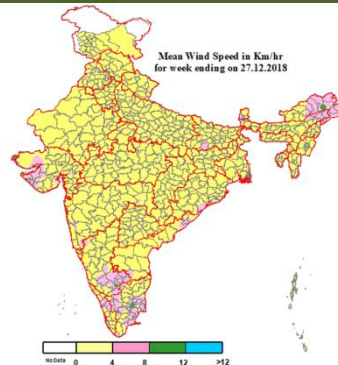 Mean Wind Speed in Km/hr
for week ending on 27.12.2018
No Data 0 4 8 12 >12